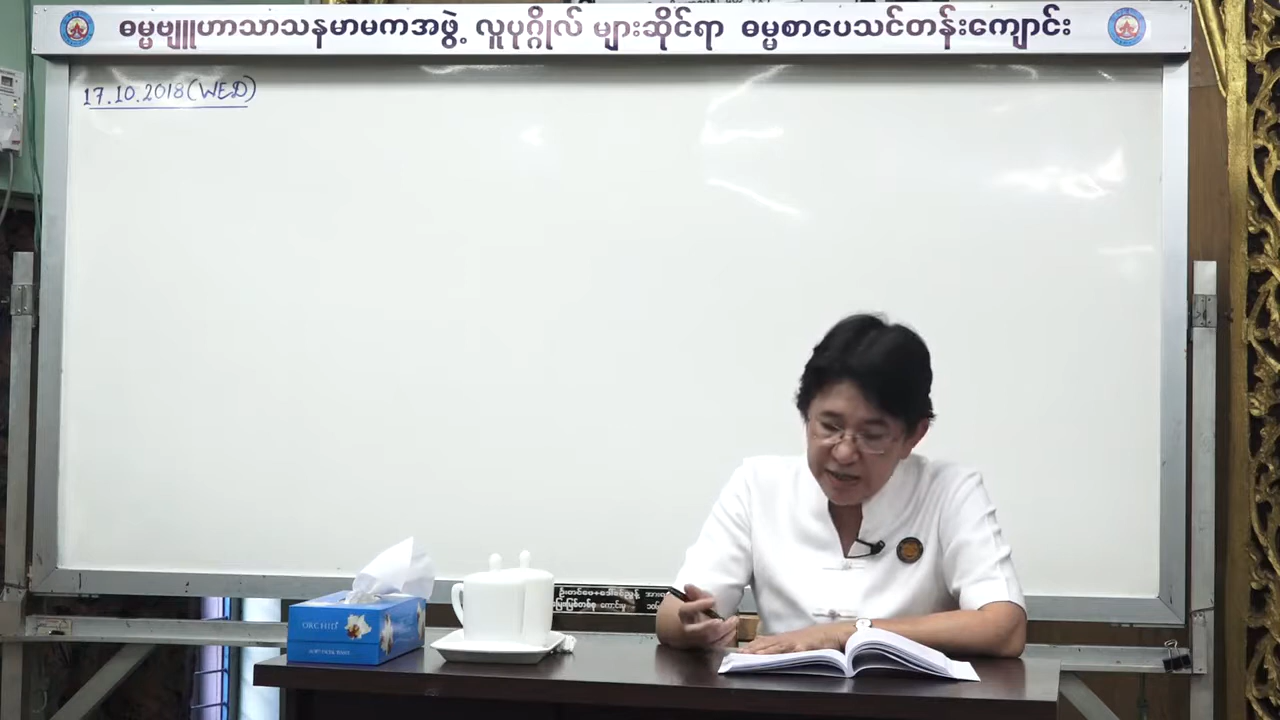 ဓမ္မဗျူဟာသာသနမာမကအဖွဲ့ လူပုဂ္ဂိုလ် များဆိုင်ရာ ဓမ္မစာပေသင်တန်းကျောင်း
17.10.2018(WED)
ORCHID